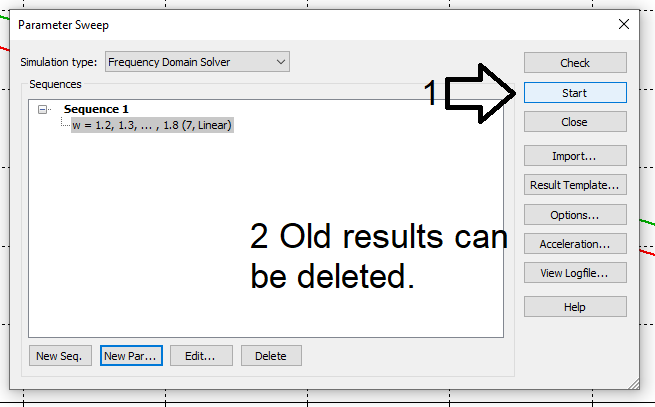 Parameter Sweep
Simulation type: Frequency Domain Solver
Check
Sequences
1
Start
Sequence 1
w = 1.2, 1.3, ... , 1.8 (7, Linear)
Close
Import...
Result Template...
Options...
2 Old results can
be deleted.
Acceleration...
View Logfile...
Help
New Seq. New Par... Edit... Delete